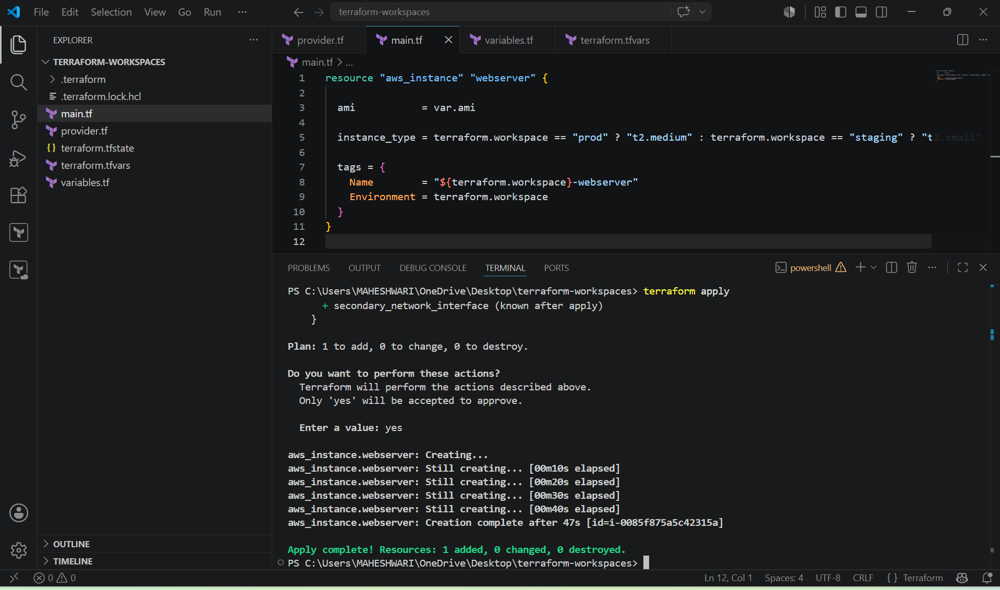 File Edit Selection View Go Run ...
terraform-workspaces
EXPLORER
TERRAFORM-WORKSPACES
.terraform
.terraform.lock.hcl
main.tf
provider.tf
terraform.tfstate
terraform.tfvars
variables.tf
OUTLINE
TIMELINE
provider.tf main.tf variables.tf terraform.tfvars
main.tf > ...
1 resource "aws_instance" "webserver" {
2
3 ami = var.ami
4
5 instance_type = terraform.workspace == "prod" ? "t2.medium" : terraform.workspace == "staging" ? "t2.small"
6
7 tags = {
8 Name = "${terraform.workspace}-webserver"
9 Environment = terraform.workspace
10 }
11 }
12
PROBLEMS OUTPUT DEBUG CONSOLE TERMINAL PORTS
powershell
PS C:\Users\MAHESHWARI\OneDrive\Desktop\terraform-workspaces> terraform apply
+ secondary_network_interface (known after apply)
}
Plan: 1 to add, 0 to change, 0 to destroy.
Do you want to perform these actions?
Terraform will perform the actions described above.
Only 'yes' will be accepted to approve.
Enter a value: yes
aws_instance.webserver: Creating...
aws_instance.webserver: Still creating... [00m10s elapsed]
aws_instance.webserver: Still creating... [00m20s elapsed]
aws_instance.webserver: Still creating... [00m30s elapsed]
aws_instance.webserver: Still creating... [00m40s elapsed]
aws_instance.webserver: Creation complete after 47s [id=i-0085f875a5c42315a]
Apply complete! Resources: 1 added, 0 changed, 0 destroyed.
PS C:\Users\MAHESHWARI\OneDrive\Desktop\terraform-workspaces>
0 0
Ln 12, Col 1 Spaces: 4 UTF-8 CRLF { } Terraform